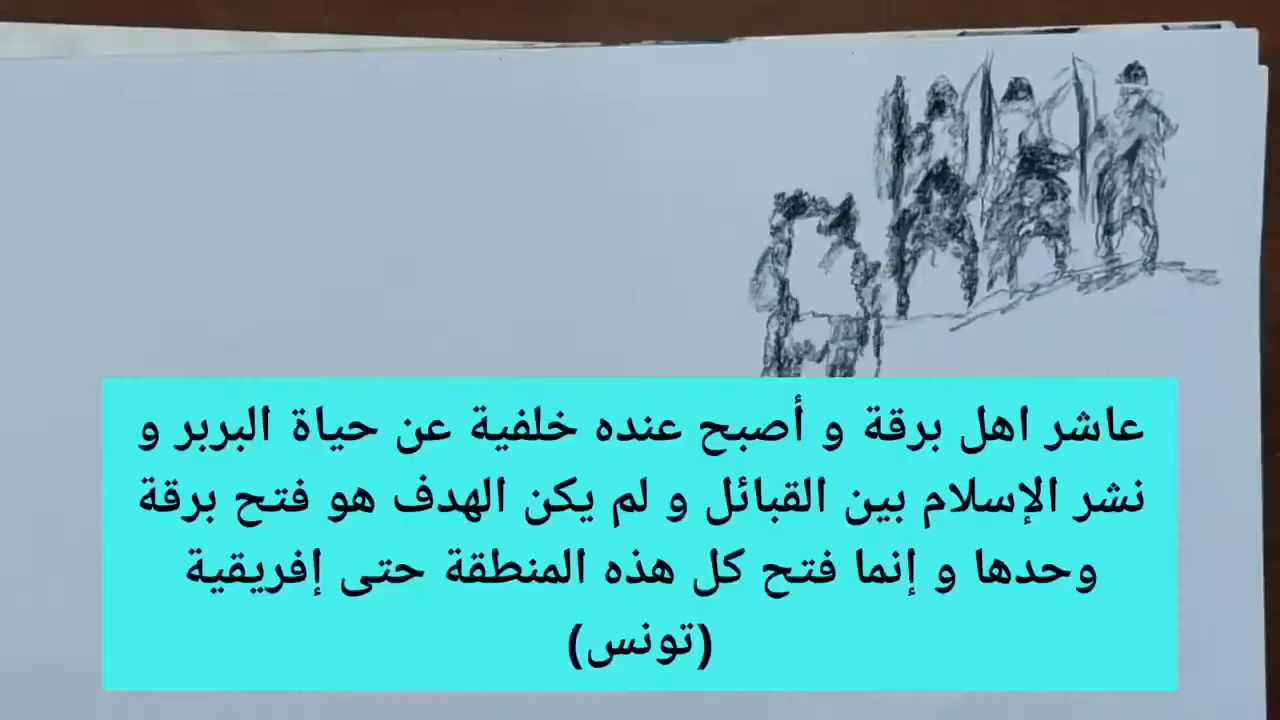 عاشر اهل برقة و أصبح عنده خلفية عن حياة البربر و
نشر الإسلام بين القبائل و لم يكن الهدف هو فتح برقة
وحدها و إنما فتح كل هذه المنطقة حتى إفريقية
(تونس)